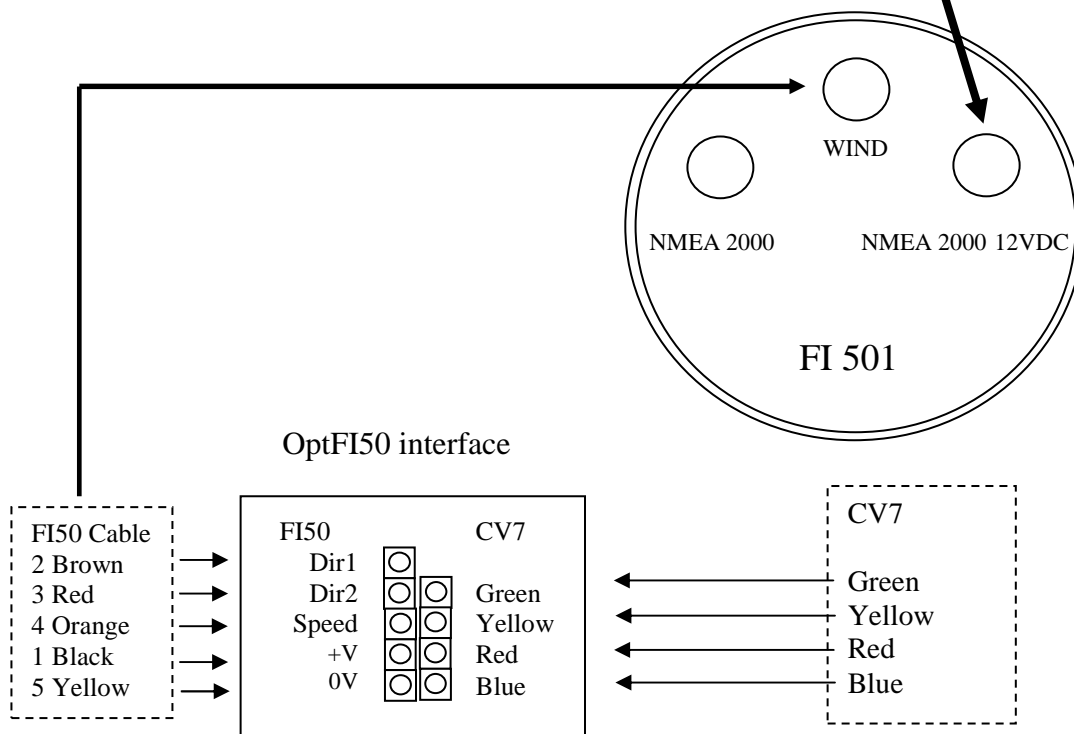 WIND
NMEA 2000 NMEA 2000 12VDC
FI 501
OptFI50 interface
FI50 Cable
2 Brown
3 Red
4 Orange
1 Black
5 Yellow
FI50 CV7
Dir1
Dir2 Green
Speed Yellow
+V Red
0V Blue
CV7
Green
Yellow
Red
Blue